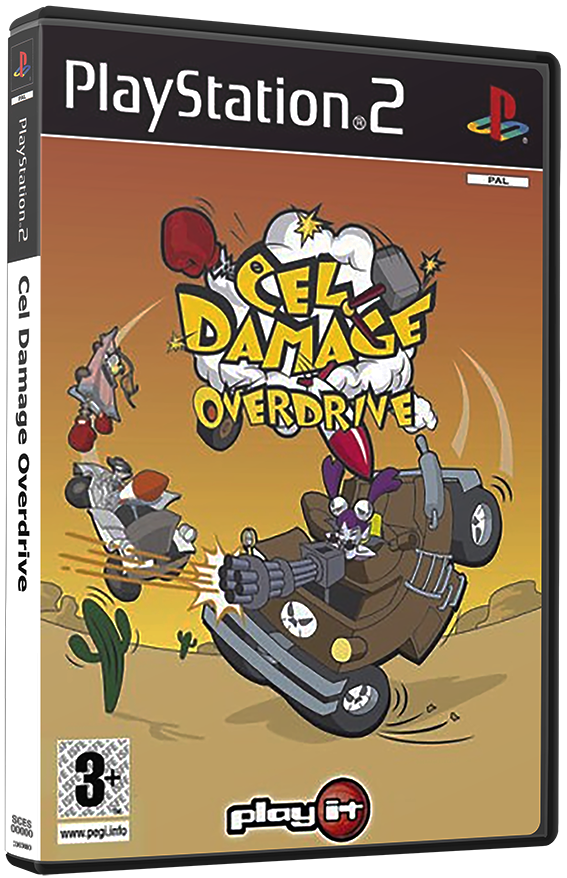 PlayStation®2
PAL
PAL
PlayStation®2
CEL
DAMAGE
OVERDRIVE
Cel Damage Overdrive
3+
www.pegi.info
play it
SCES
00000